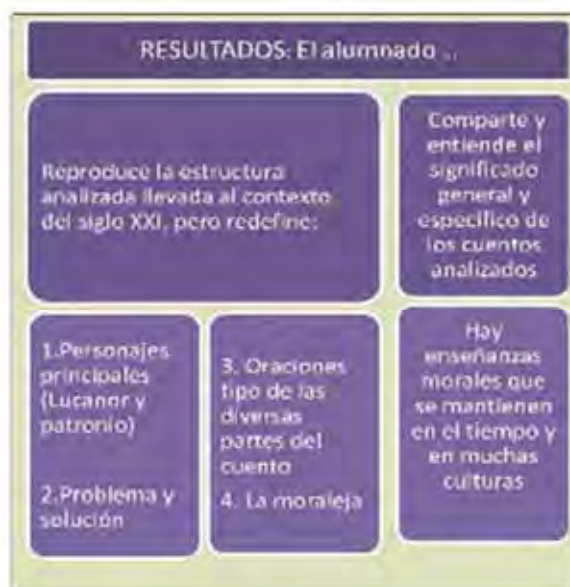 RESULTADOS: El alumnado ...
Reproduce la estructura
analizada llevada al contexto
del siglo XXI, pero redefine:
Comparte y
entiende el
significado
general y
específico de
los cuentos
analizados
1.Personajes
principales
(Lucanor y
patronio)
2.Problema y
solución
3. Oraciones
tipo de las
diversas
partes del
cuento
4. La moraleja
Hay
enseñanzas
morales que
se mantienen
en el tiempo y
en muchas
culturas